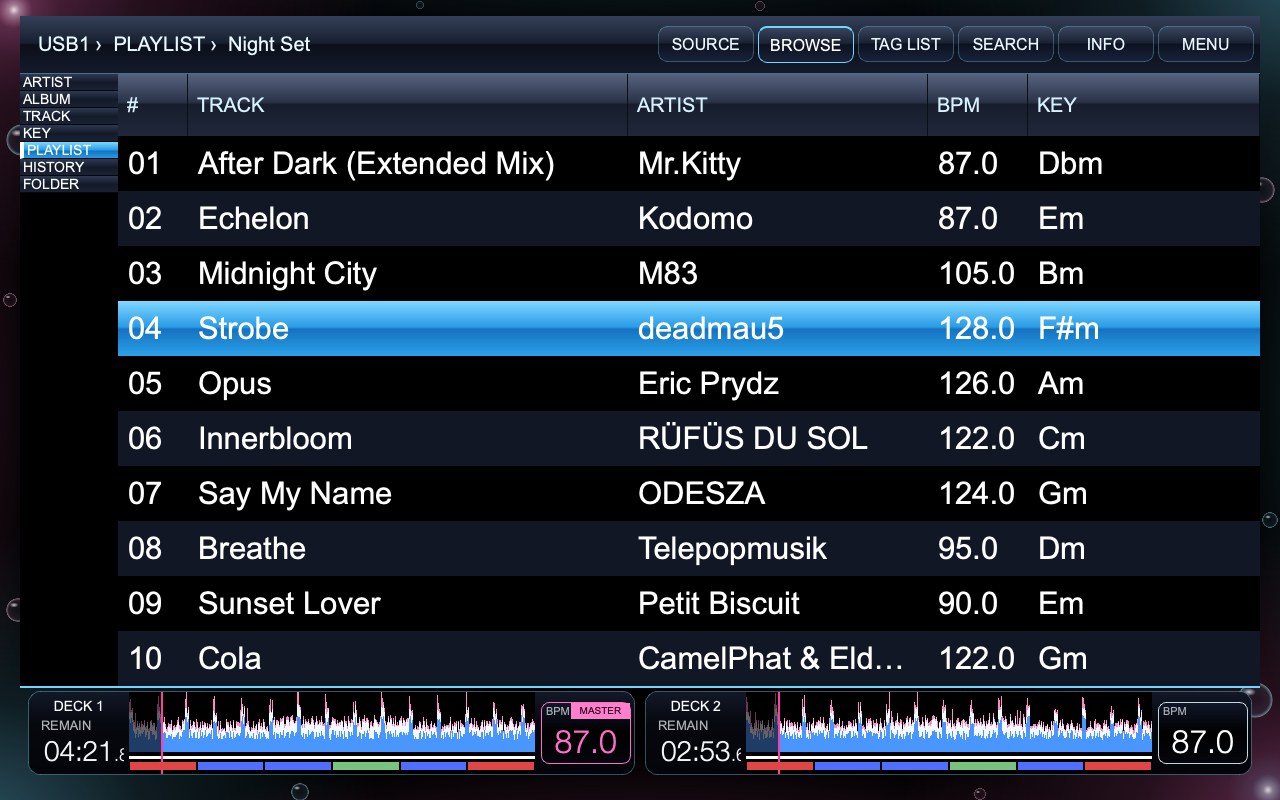 USB1 › PLAYLIST › Night Set
SOURCE BROWSE TAG LIST SEARCH INFO MENU
ARTIST
ALBUM
TRACK
KEY
PLAYLIST
HISTORY
FOLDER
# TRACK ARTIST BPM KEY
01 After Dark (Extended Mix) Mr.Kitty 87.0 Dbm
02 Echelon Kodomo 87.0 Em
03 Midnight City M83 105.0 Bm
04 Strobe deadmau5 128.0 F#m
05 Opus Eric Prydz 126.0 Am
06 Innerbloom RÜFÜS DU SOL 122.0 Cm
07 Say My Name ODESZA 124.0 Gm
08 Breathe Telepopmusik 95.0 Dm
09 Sunset Lover Petit Biscuit 90.0 Em
10 Cola CamelPhat & Eld… 122.0 Gm
DECK 1
REMAIN
04:21.8
BPM MASTER
87.0
DECK 2
REMAIN
02:53.6
BPM
87.0